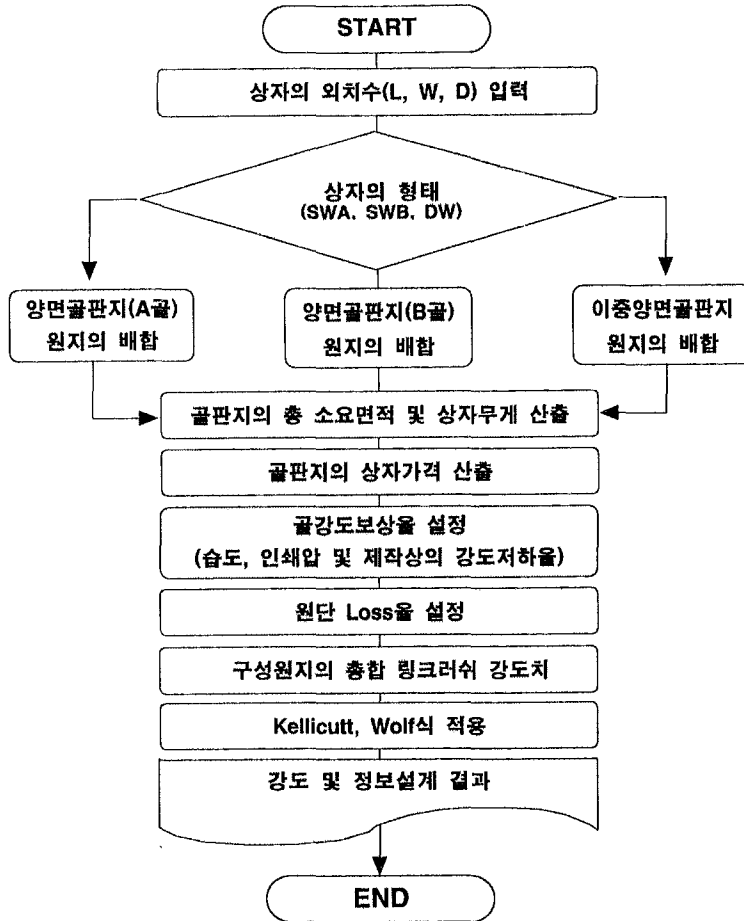 START
상자의 외치수(L, W, D) 입력
상자의 형태
(SWA, SWB, DW)
양면골판지(A골)
원지의 배합
양면골판지(B골)
원지의 배합
이중양면골판지
원지의 배합
골판지의 총 소요면적 및 상자무게 산출
골판지의 상자가격 산출
골강도보상율 설정
(습도, 인쇄압 및 제작상의 강도저하율)
원단 Loss율 설정
구성원지의 총합 링크러쉬 강도치
Kellicutt, Wolf식 적용
강도 및 정보설계 결과
END